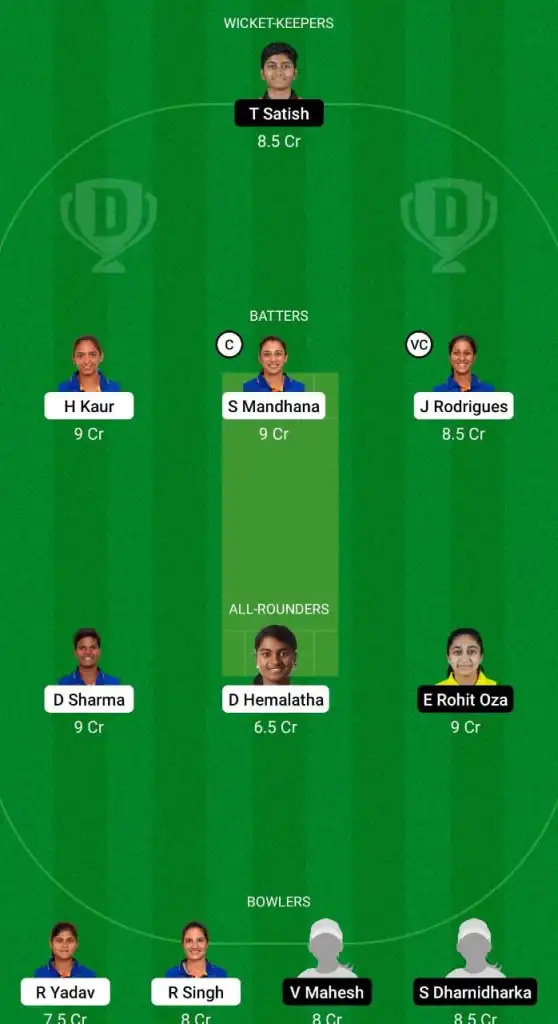 WICKET-KEEPERS
T Satish
8.5 Cr
D
D
BATTERS
C
VC
H Kaur
S Mandhana
J Rodrigues
9 Cr
9 Cr
8.5 Cr
ALL-ROUNDERS
D Sharma
D Hemalatha
E Rohit Oza
9 Cr
6.5 Cr
9 Cr
BOWLERS
R Yadav
R Singh
V Mahesh
S Dharnidharka
7.5 Cr
8 Cr
8 Cr
8.5 Cr